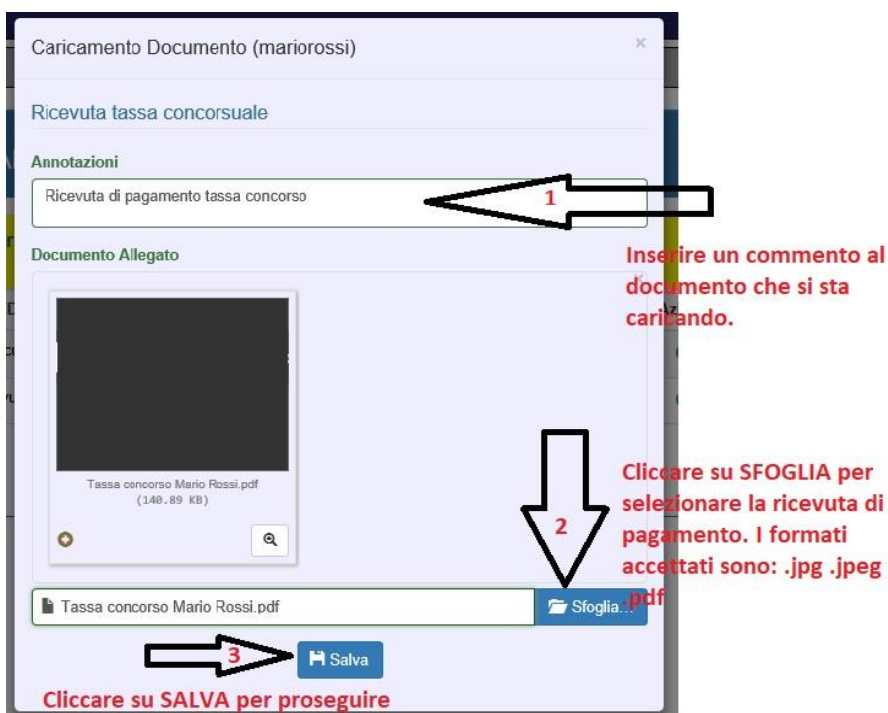 Caricamento Documento (mariorossi)
×
Ricevuta tassa concorsuale
Annotazioni
Ricevuta di pagamento tassa concorso
1
Inserire un commento al
documento che si sta
caricando.
Documento Allegato
×
Tassa concorso Mario Rossi.pdf
(140.89 KB)
2
Cliccare su SFOGLIA per
selezionare la ricevuta di
pagamento. I formati
accettati sono: .jpg .jpeg
.pdf
Tassa concorso Mario Rossi.pdf
Sfoglia...
3
Salva
Cliccare su SALVA per proseguire